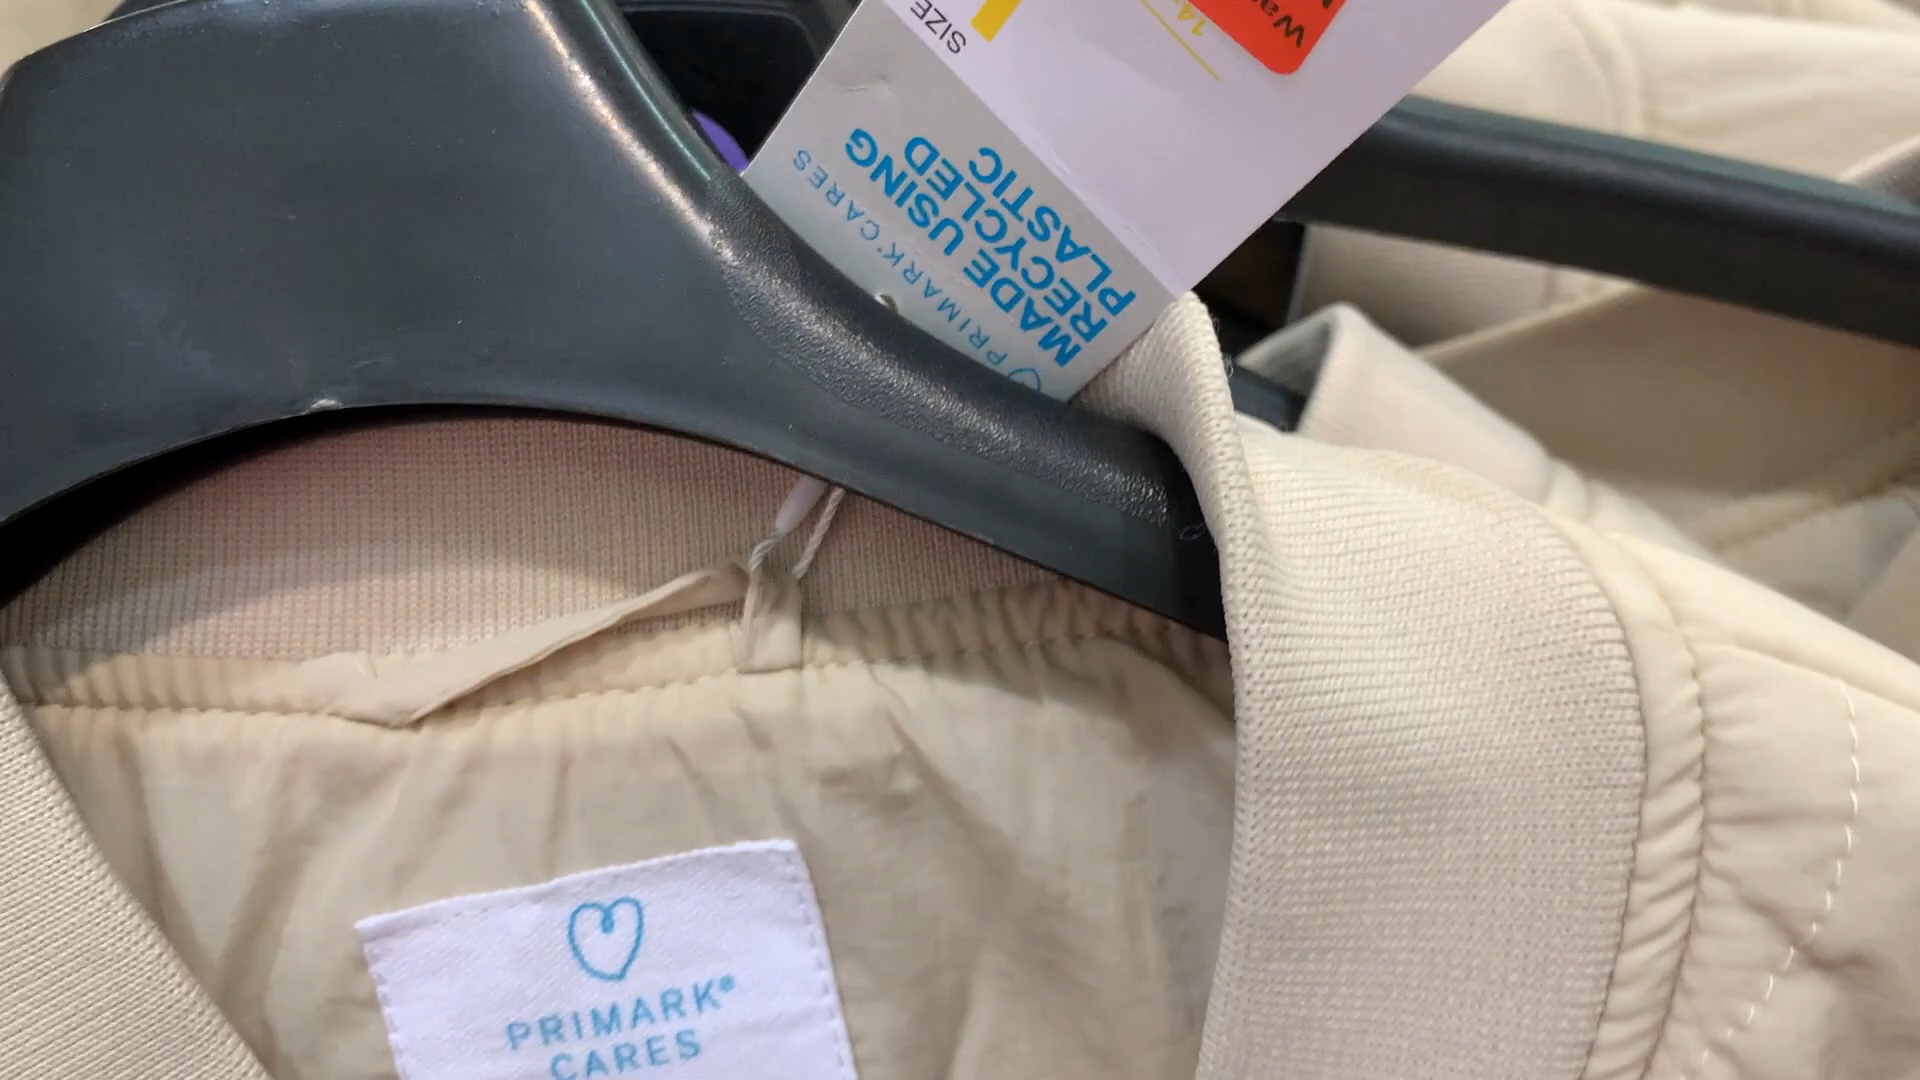 SIZE
PRIMARK CARES
MADE USING
RECYCLED
PLASTIC
PRIMARK®
CARES